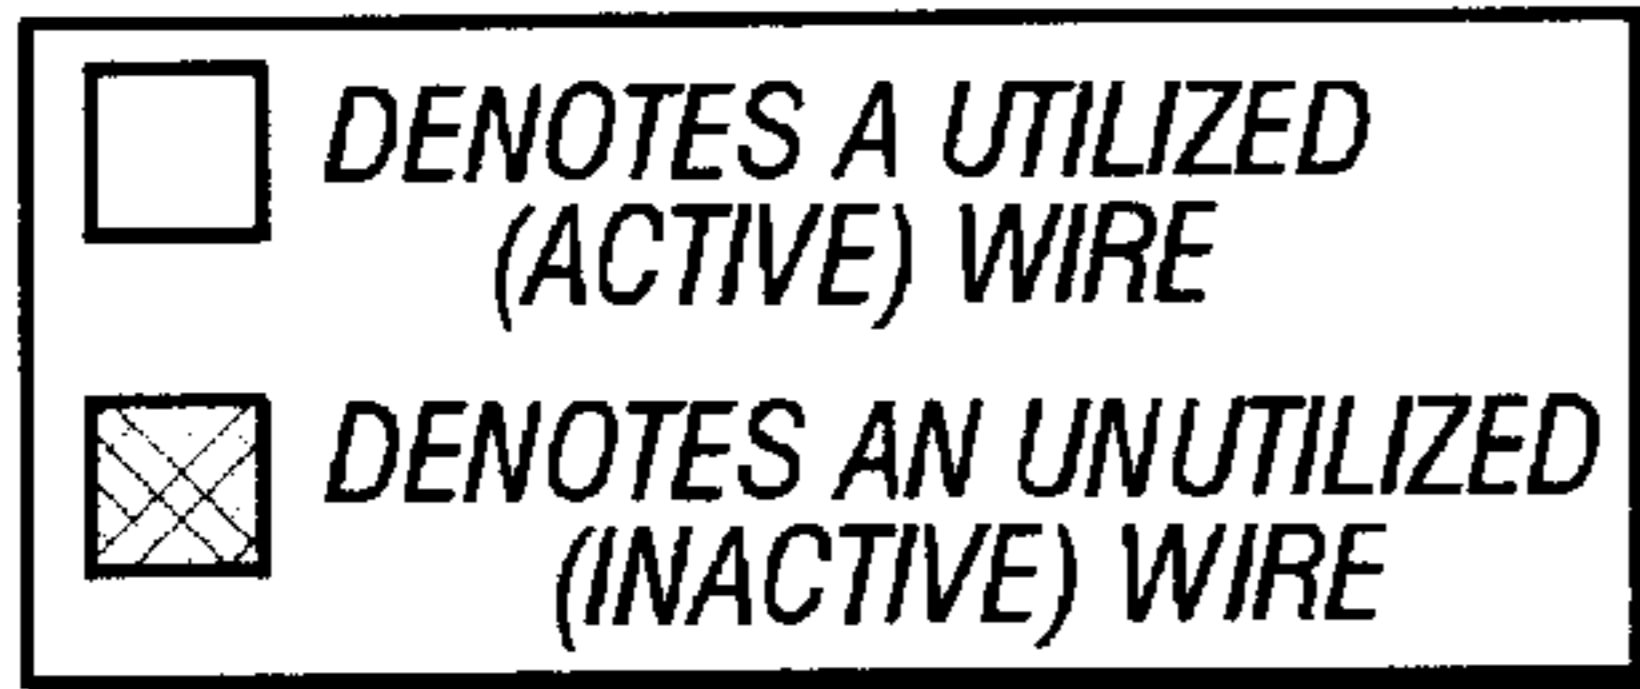 DENOTES A UTILIZED
(ACTIVE) WIRE
DENOTES AN UNUTILIZED
(INACTIVE) WIRE